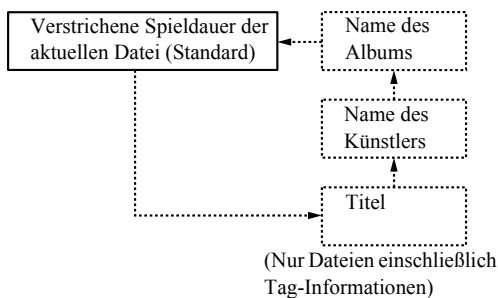 Verstrichene Spieldauer der
aktuellen Datei (Standard)
Name des
Albums
Name des
Künstlers
Titel
(Nur Dateien einschließlich
Tag-Informationen)